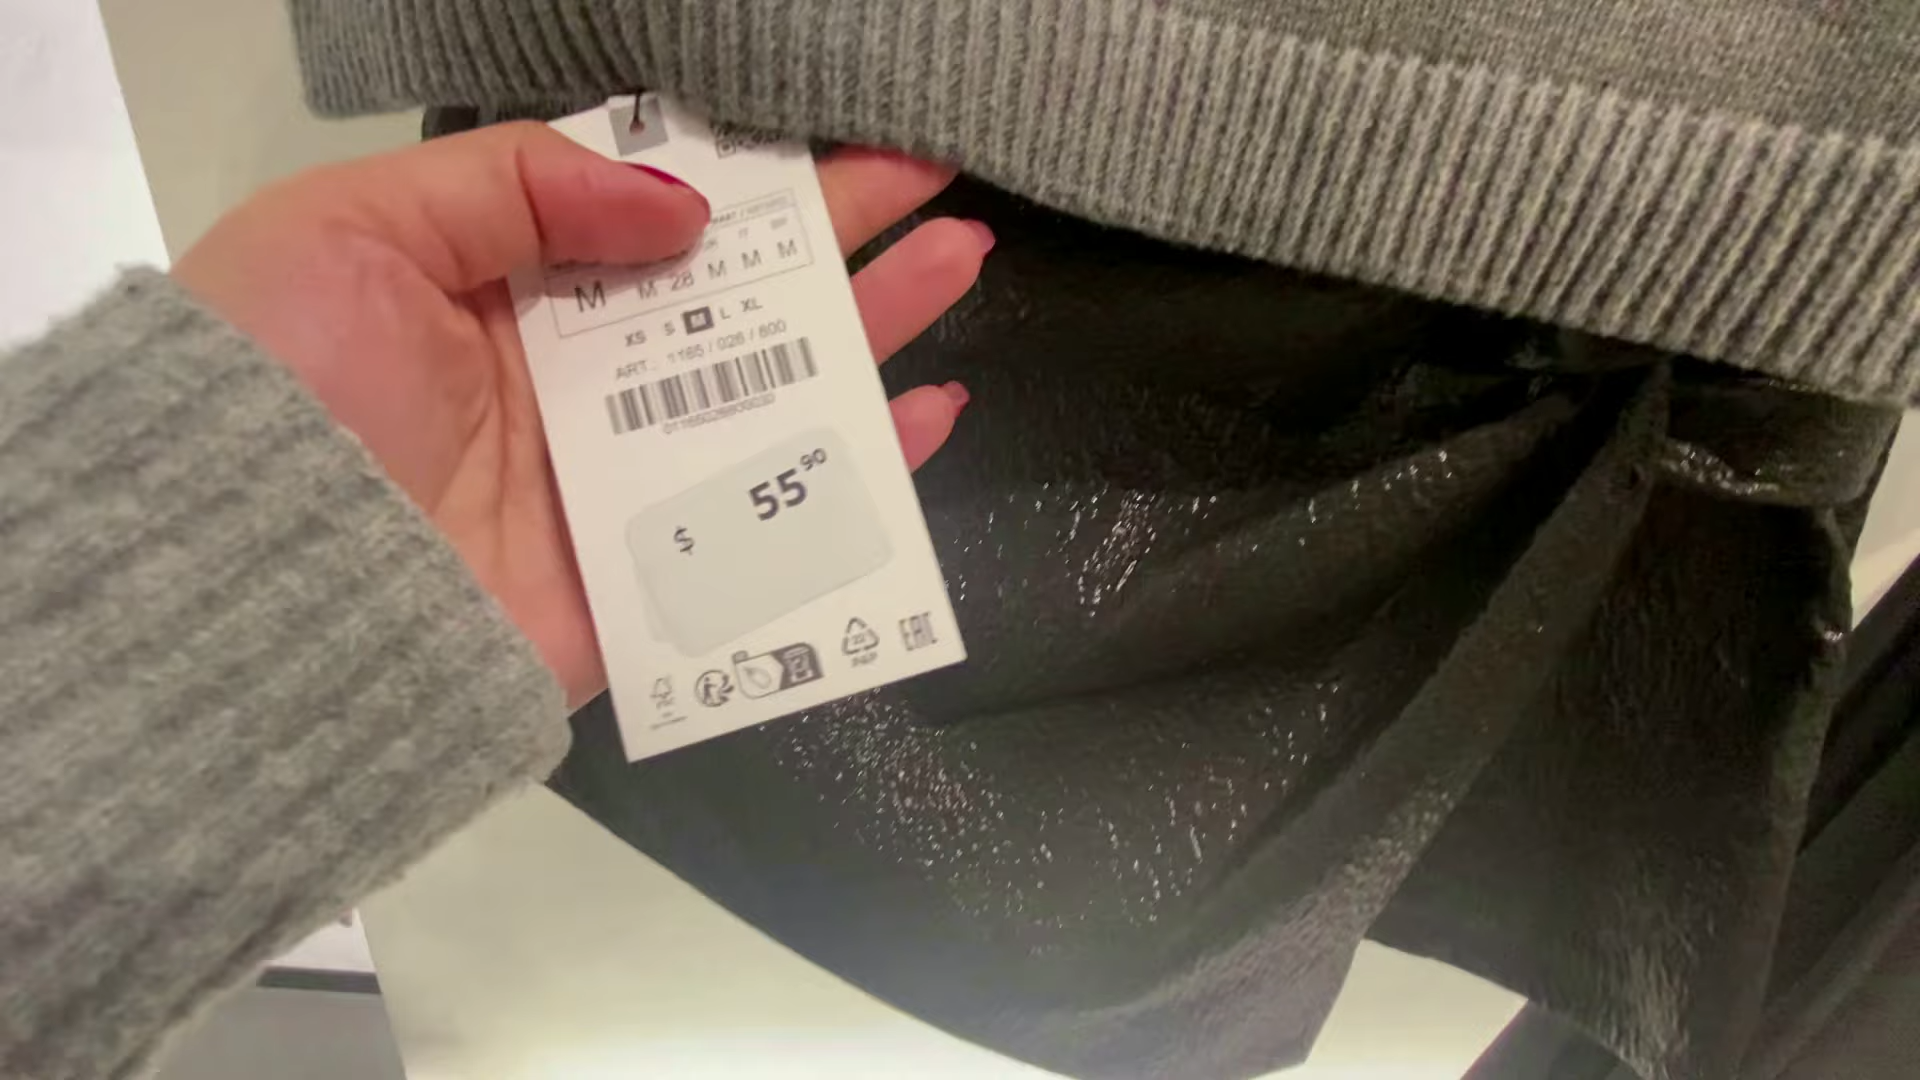 M M 28 M M M
XS S M L XL
ART.: 1165 / 026 / 800
$ 55 90
EAC